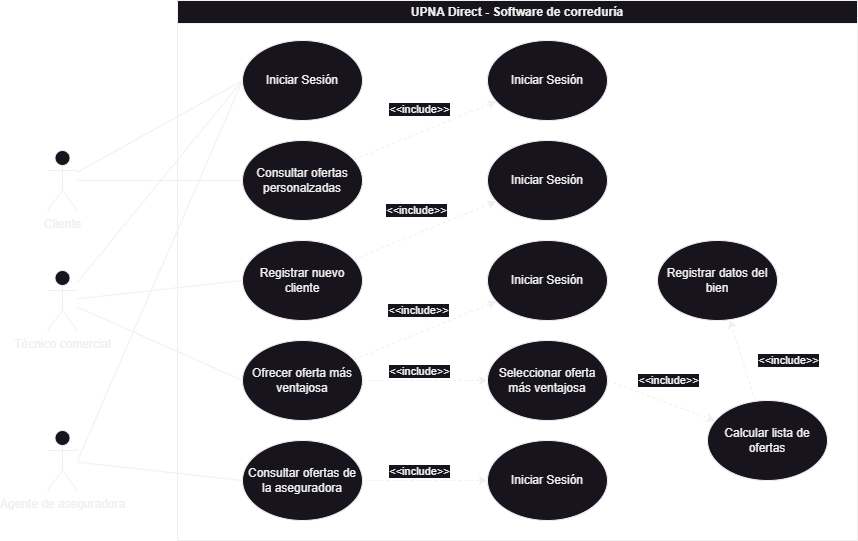 UPNA Direct - Software de correduría
Iniciar Sesión
Iniciar Sesión
<<include>>
Consultar ofertas
personalzadas
Iniciar Sesión
Cliente
<<include>>
Registrar nuevo
cliente
Iniciar Sesión
Registrar datos del
bien
<<include>>
Técnico comercial
Ofrecer oferta más
ventajosa
<<include>>
Seleccionar oferta
más ventajosa
<<include>>
<<include>>
Calcular lista de
ofertas
Consultar ofertas de
la aseguradora
<<include>>
Iniciar Sesión
Agente de aseguradora